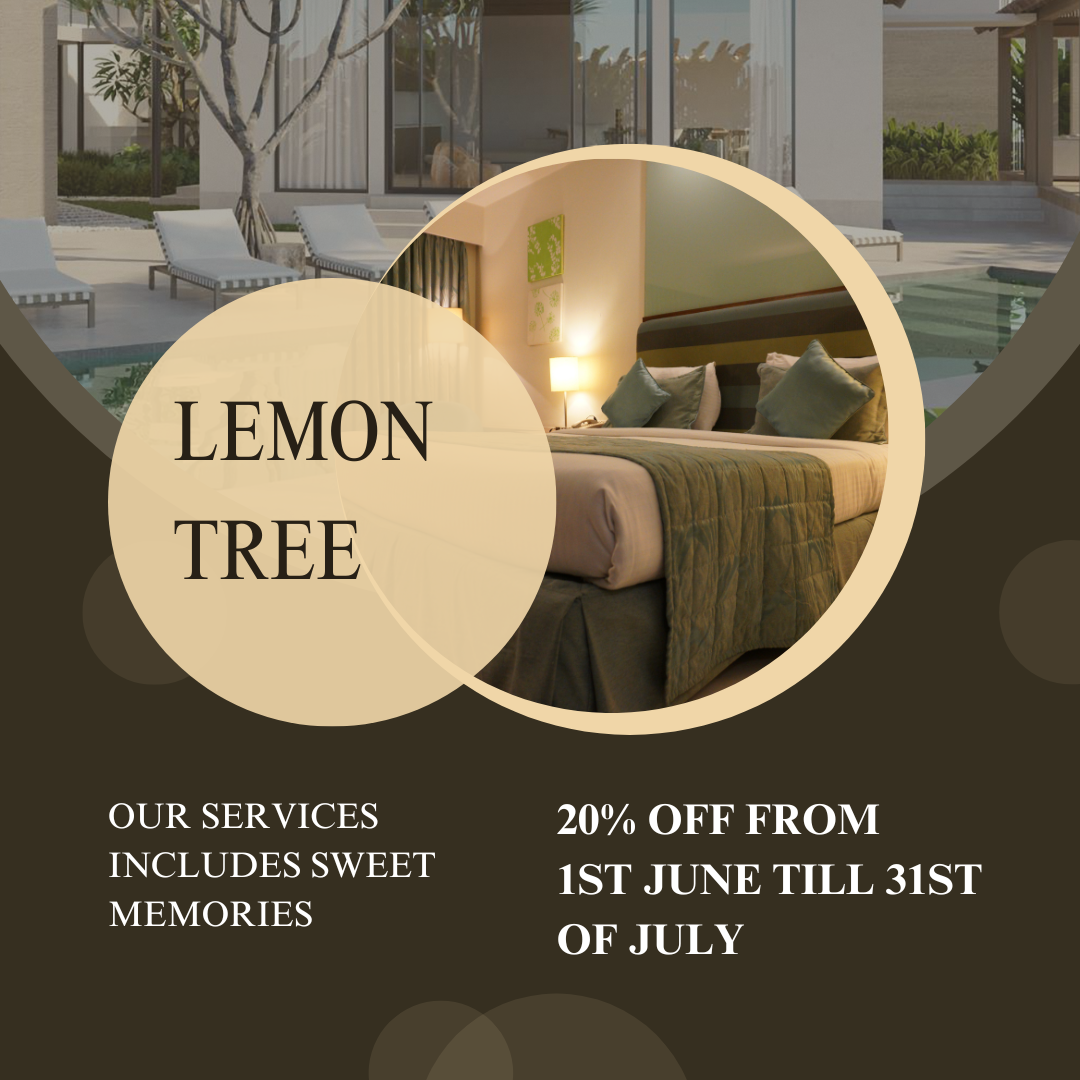 LEMON
TREE
OUR SERVICES
INCLUDES SWEET
MEMORIES
20% OFF FROM
1ST JUNE TILL 31ST
OF JULY